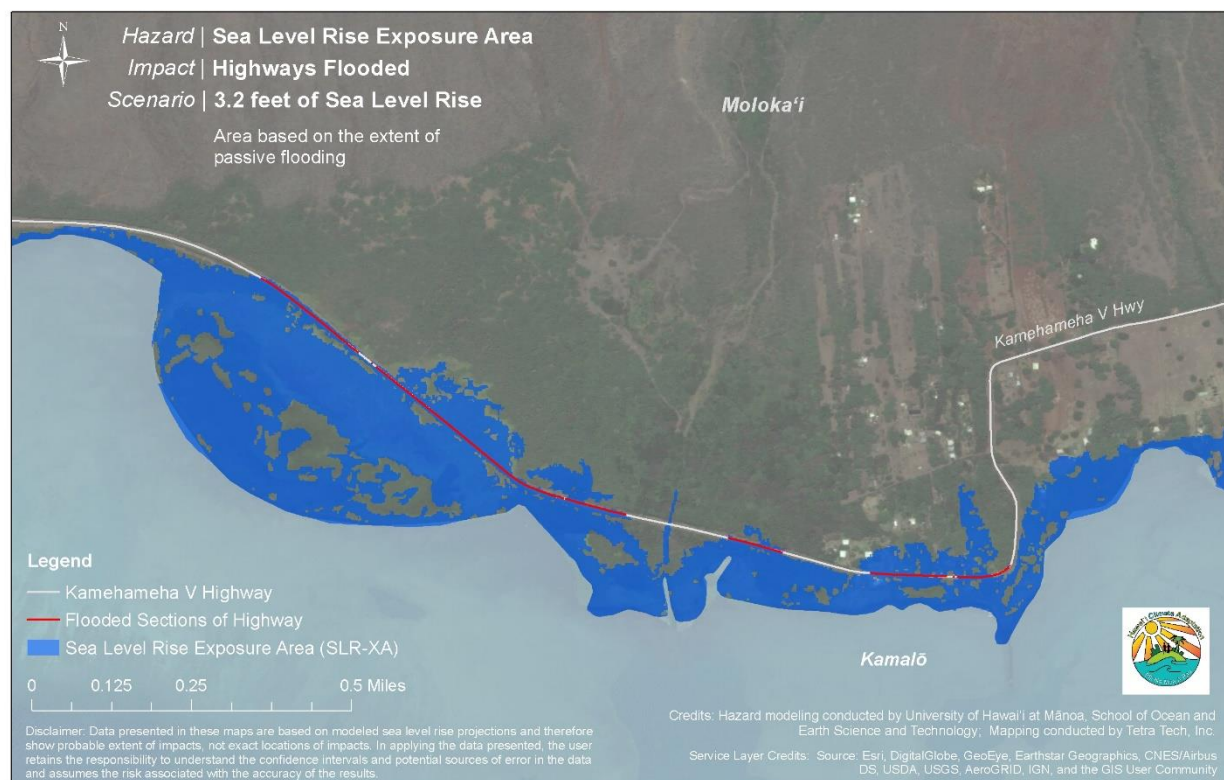 N
Hazard | Sea Level Rise Exposure Area
Impact | Highways Flooded
Scenario | 3.2 feet of Sea Level Rise
Area based on the extent of
passive flooding
Moloka‘i
Kamehameha V Hwy
Legend
Kamehameha V Highway
Flooded Sections of Highway
Sea Level Rise Exposure Area (SLR-XA)
0 0.125 0.25 0.5 Miles
Kamalō
Disclaimer: Data presented in these maps are based on modeled sea level rise projections and therefore
show probable extent of impacts, not exact locations of impacts. In applying the data presented, the user
retains the responsibility to understand the confidence intervals and potential sources of error in the data
and assumes the risk associated with the accuracy of the results.
Hawai‘i Climate Adaptation
Credits: Hazard modeling conducted by University of Hawai‘i at Mānoa, School of Ocean and
Earth Science and Technology; Mapping conducted by Tetra Tech, Inc.
Service Layer Credits: Source: Esri, DigitalGlobe, GeoEye, Earthstar Geographics, CNES/Airbus
DS, USDA, USGS, AeroGRID, IGN, and the GIS User Community